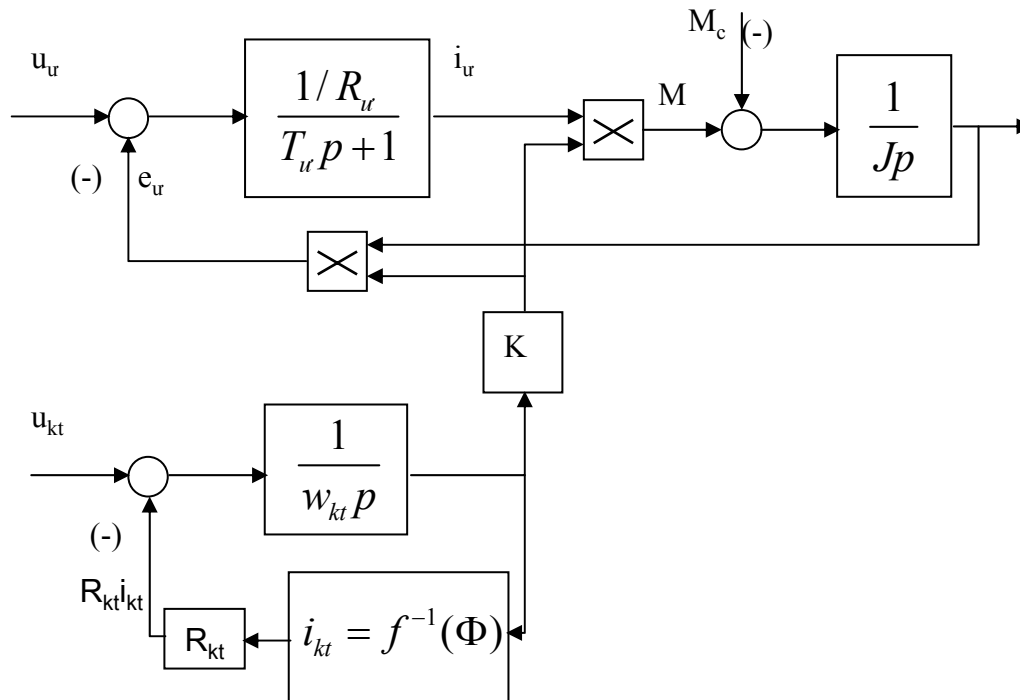 M_c
(-)
u_ư
1/R_ư
T_ư p + 1
i_ư
M
1
Jp
(-)
e_ư
K
u_kt
1
w_kt p
(-)
R_kt i_kt
R_kt
i_kt = f⁻¹(Φ)